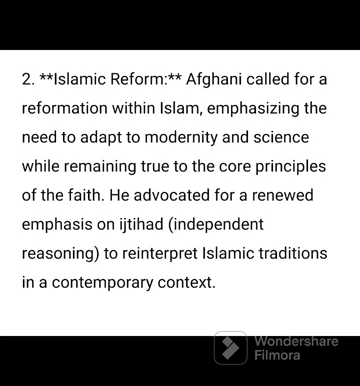 2. **Islamic Reform:** Afghani called for a
reformation within Islam, emphasizing the
need to adapt to modernity and science
while remaining true to the core principles
of the faith. He advocated for a renewed
emphasis on ijtihad (independent
reasoning) to reinterpret Islamic traditions
in a contemporary context.
Wondershare
Filmora